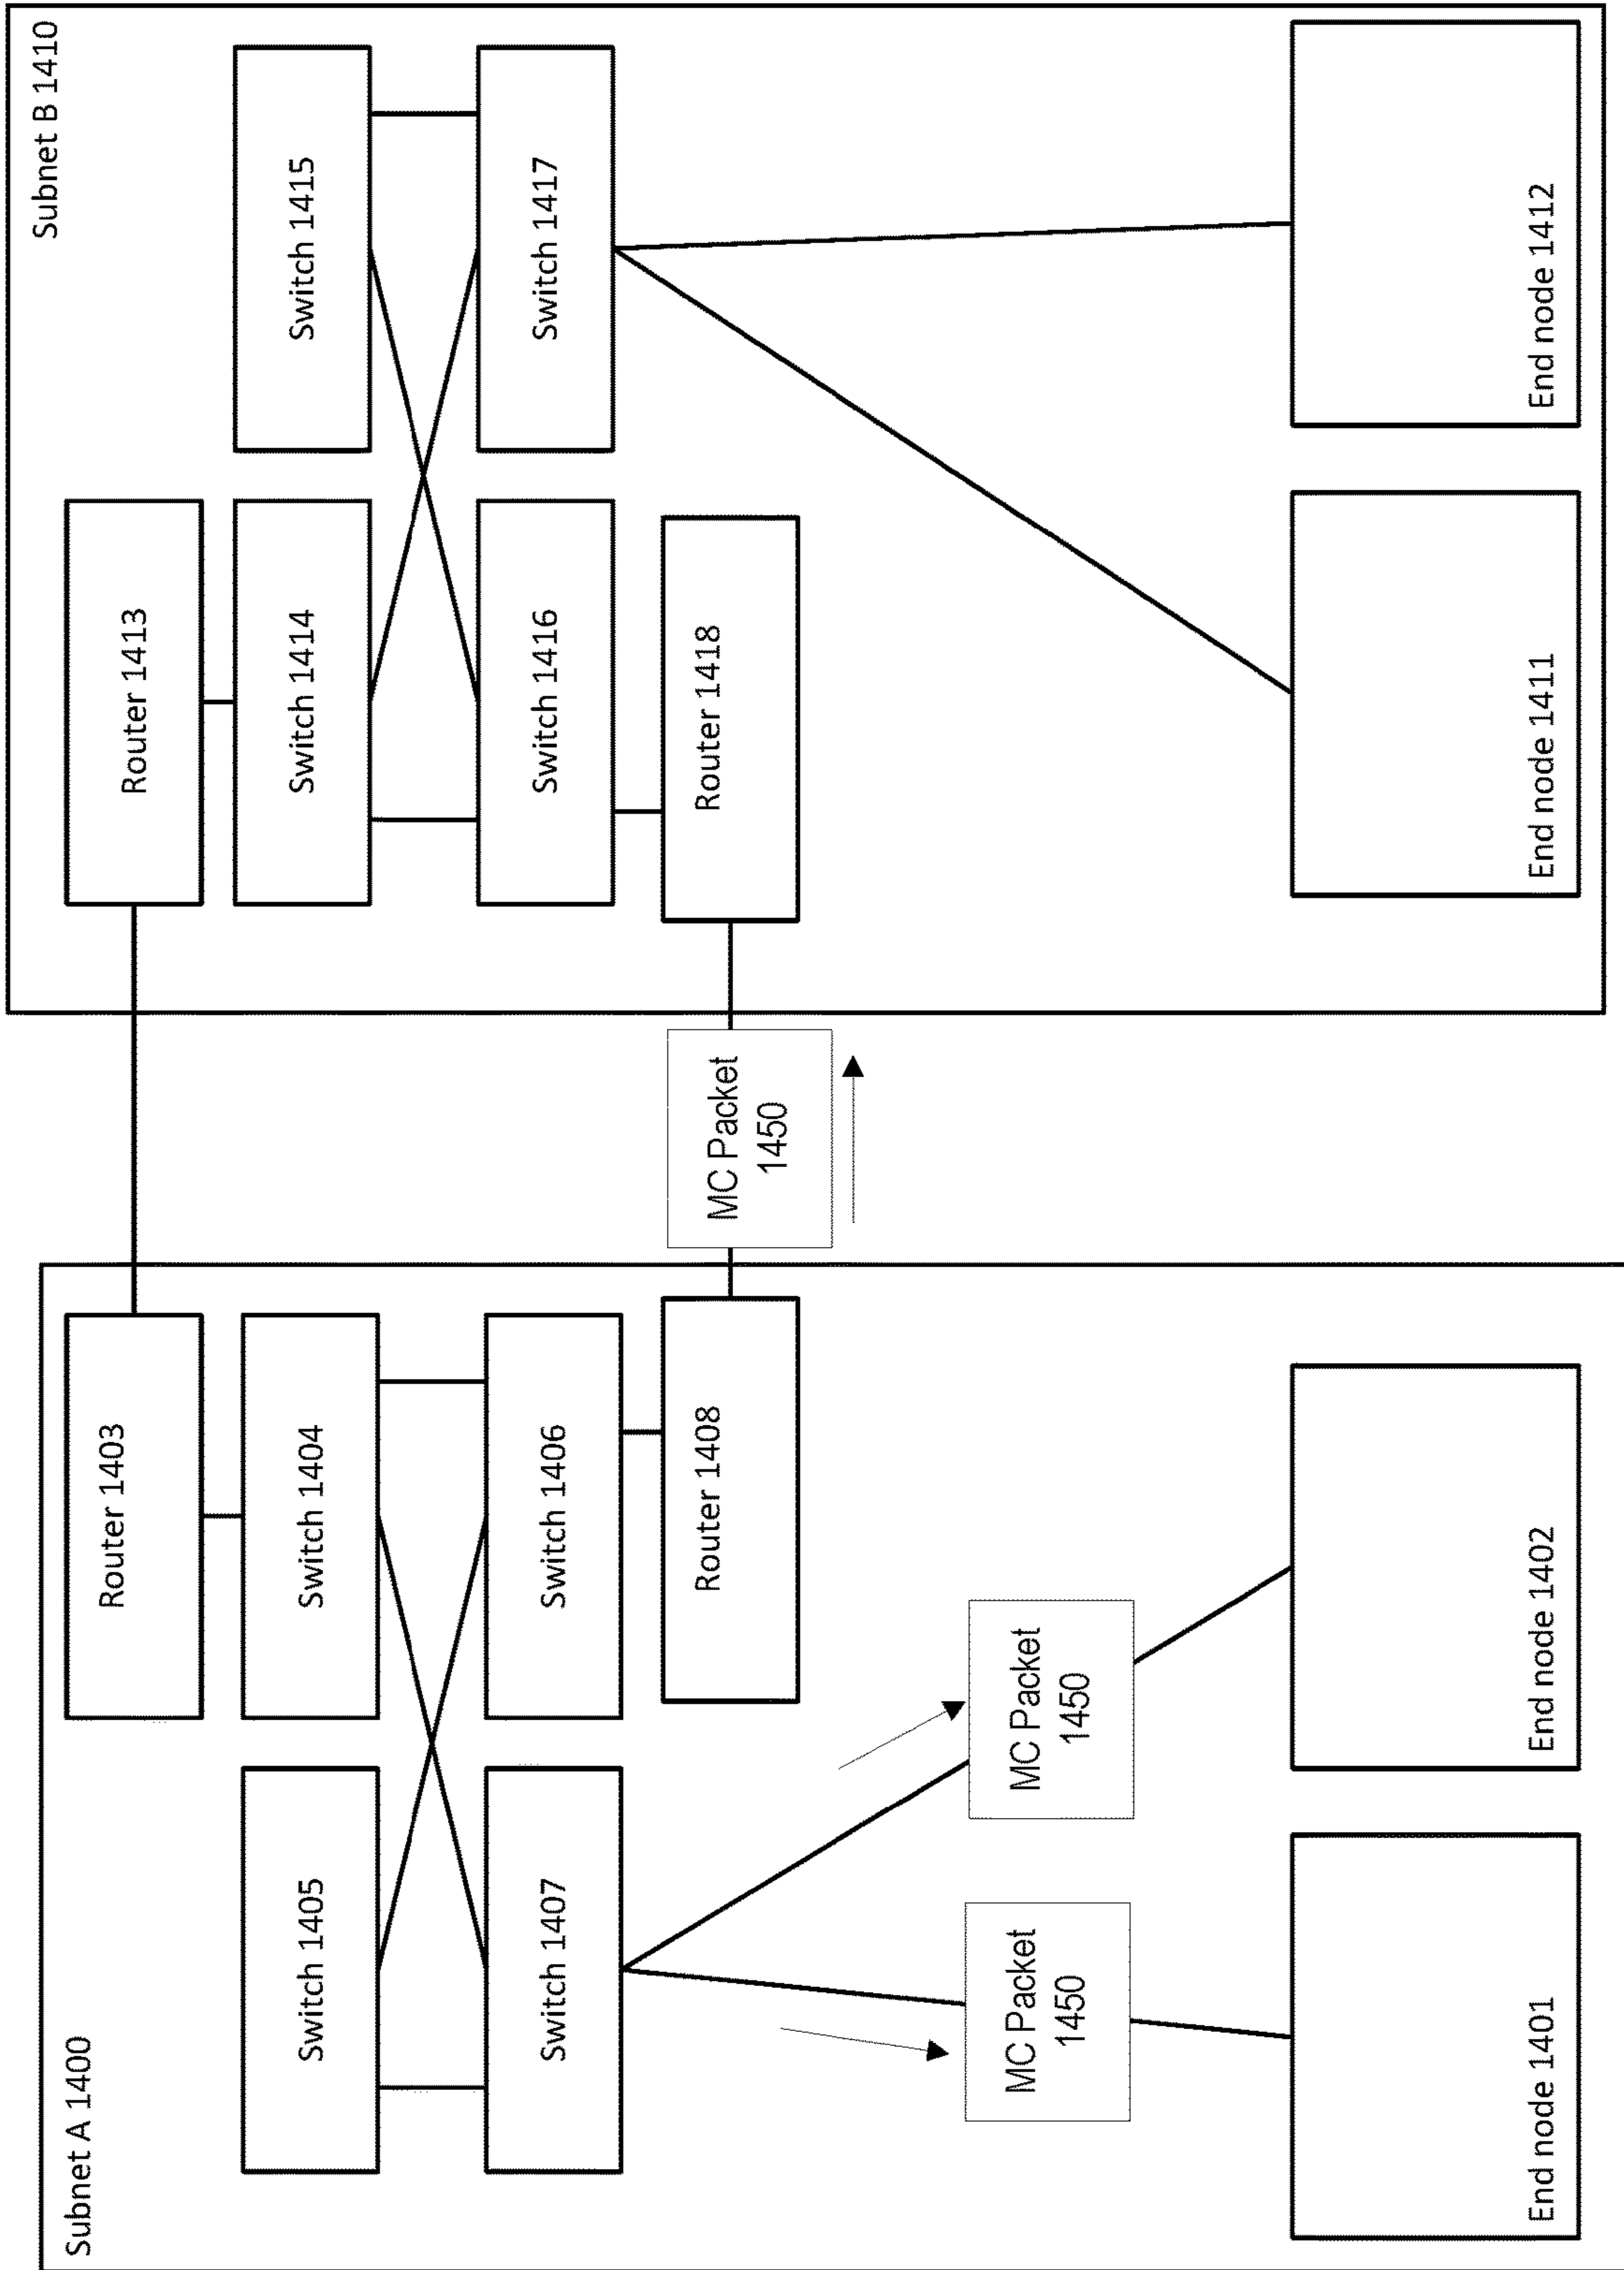 Subnet A 1400
Router 1403
Switch 1405
Switch 1404
Switch 1407
Switch 1406
Router 1408
MC Packet
1450
MC Packet
1450
End node 1401
End node 1402
MC Packet
1450
Subnet B 1410
Router 1413
Switch 1414
Switch 1415
Switch 1416
Switch 1417
Router 1418
End node 1411
End node 1412